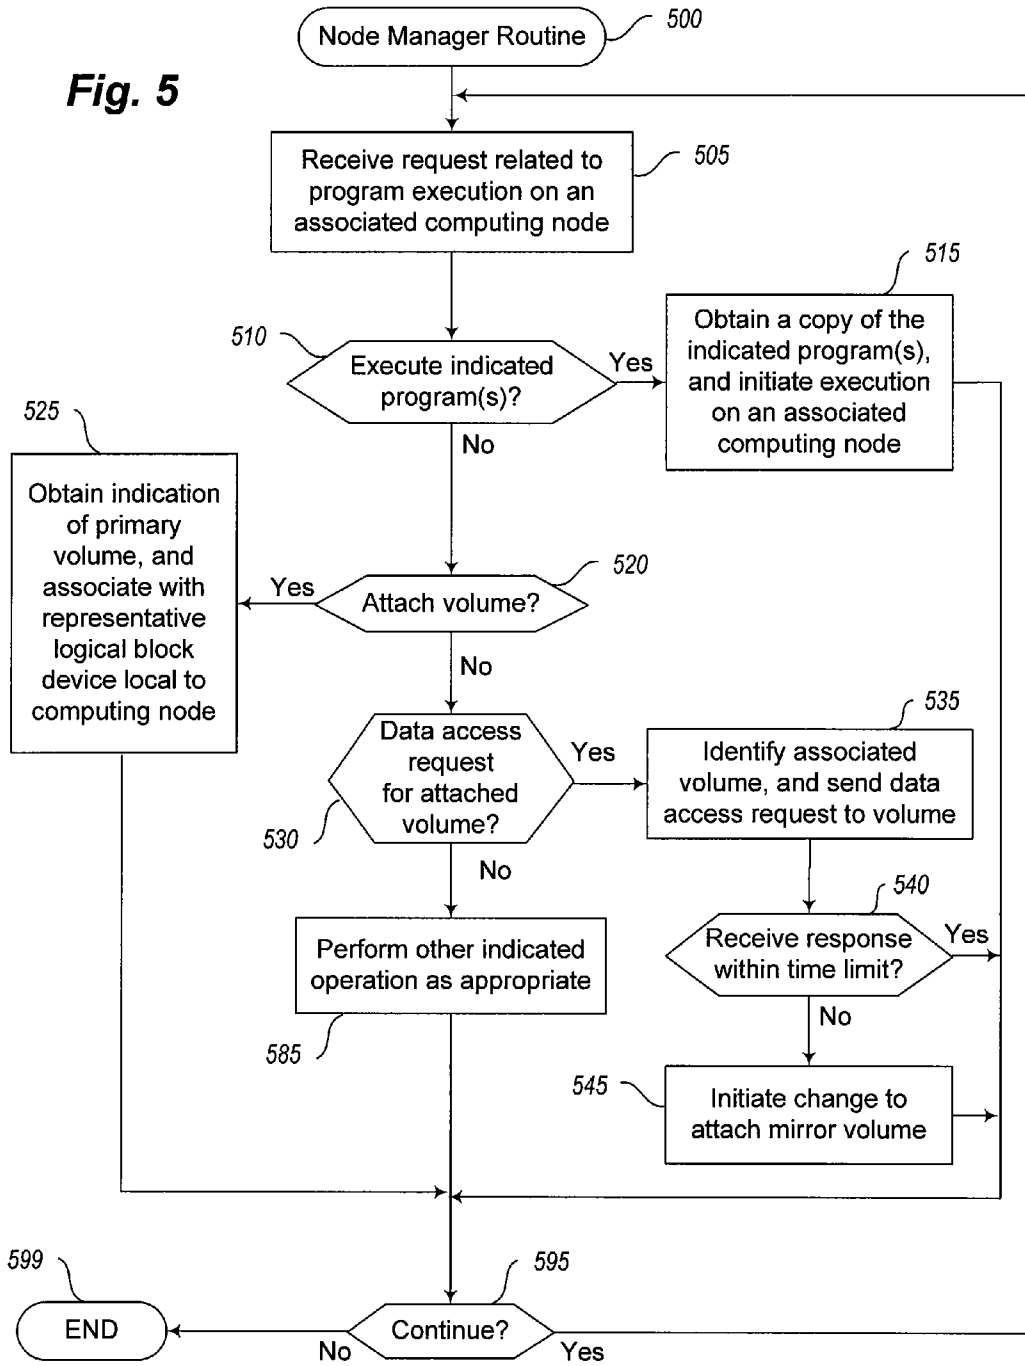 Node Manager Routine
500
Fig. 5
Receive request related to
program execution on an
associated computing node
505
510
Execute indicated
program(s)?
Yes
No
515
Obtain a copy of the
indicated program(s),
and initiate execution
on an associated
computing node
525
Obtain indication
of primary
volume, and
associate with
representative
logical block
device local to
computing node
Yes
Attach volume?
520
No
Data access
request
for attached
volume?
530
Yes
No
535
Identify associated
volume, and send data
access request to volume
540
Receive response
within time limit?
Yes
No
Perform other indicated
operation as appropriate
585
545
Initiate change to
attach mirror volume
599
END
No
Continue?
595
Yes